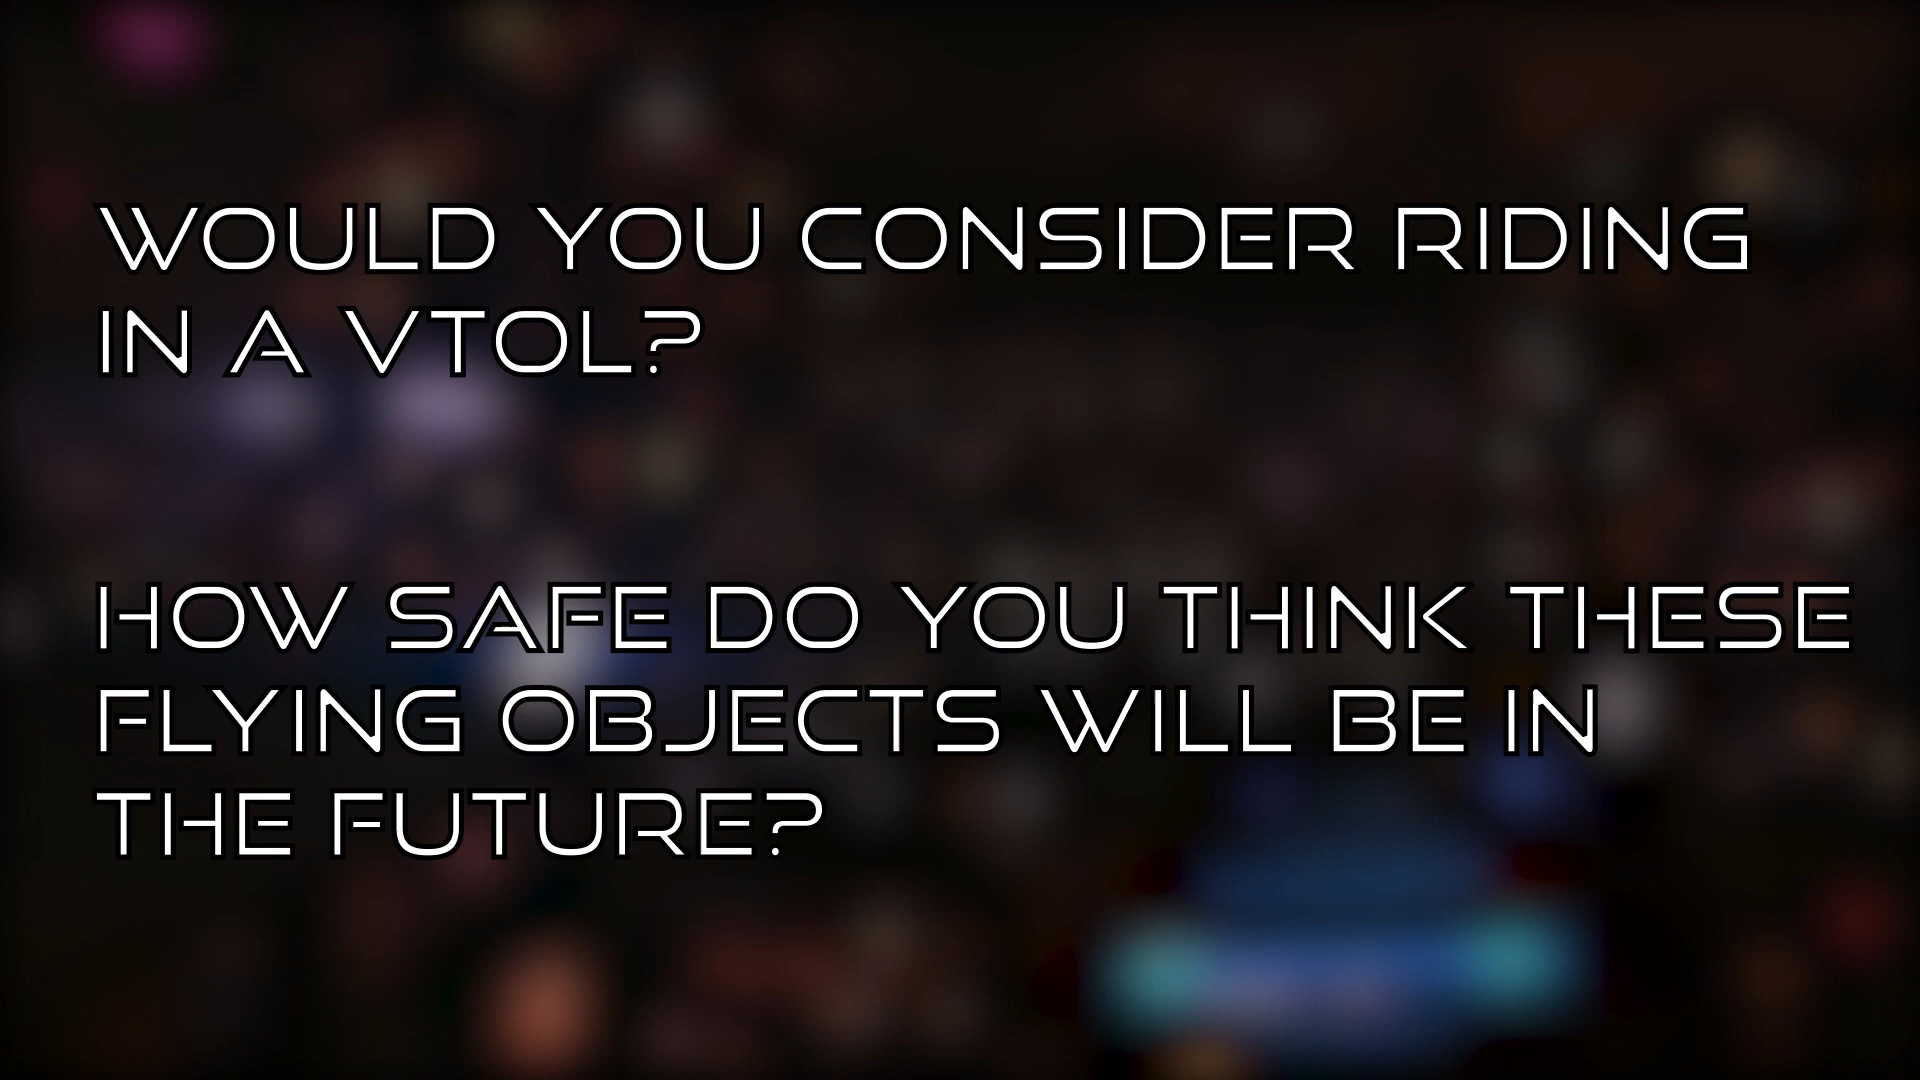 WOULD YOU CONSIDER RIDING
IN A VTOL?
HOW SAFE DO YOU THINK THESE
FLYING OBJECTS WILL BE IN
THE FUTURE?